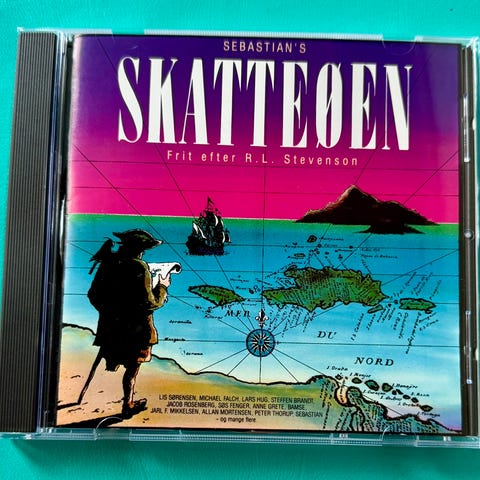 SEBASTIAN'S
SKATTEØEN
Frit efter R.L. Stevenson
MER
DU
NORD
LIS SØRENSEN, MICHAEL FALCH, LARS HUG, STEFFEN BRANDT,
JACOB ROSENBERG, SØS FENGER, ANNE GRETE, BAMSE,
JARL F. MIKKELSEN, ALLAN MORTENSEN, PETER THORUP, SEBASTIAN
– og mange flere.